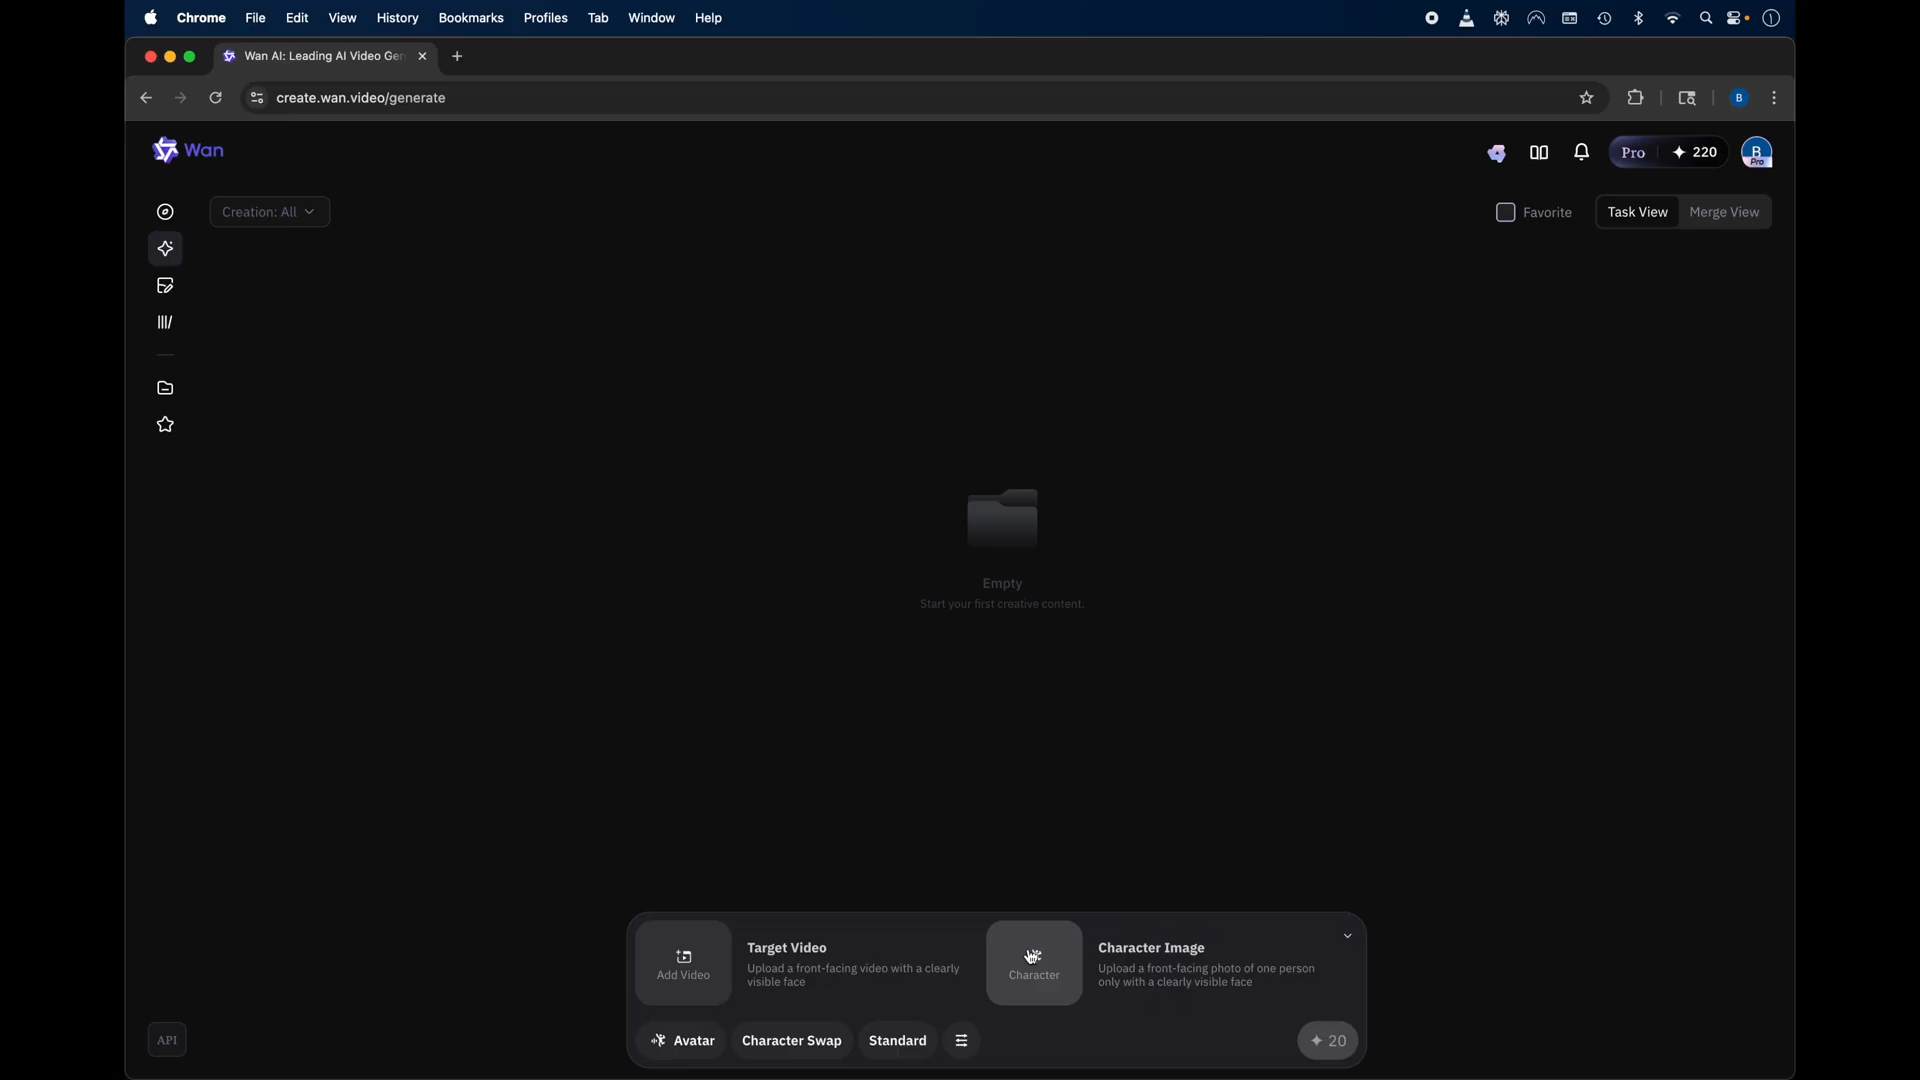 Chrome File Edit View History Bookmarks Profiles Tab Window Help
Wan AI: Leading AI Video Gen
create.wan.video/generate
B
Wan
Pro 220
B
Pro
Creation: All
Favorite
Task View Merge View
Empty
Start your first creative content.
Add Video
Target Video
Upload a front-facing video with a clearly
visible face
Character
Character Image
Upload a front-facing photo of one person
only with a clearly visible face
Avatar Character Swap Standard
20
API